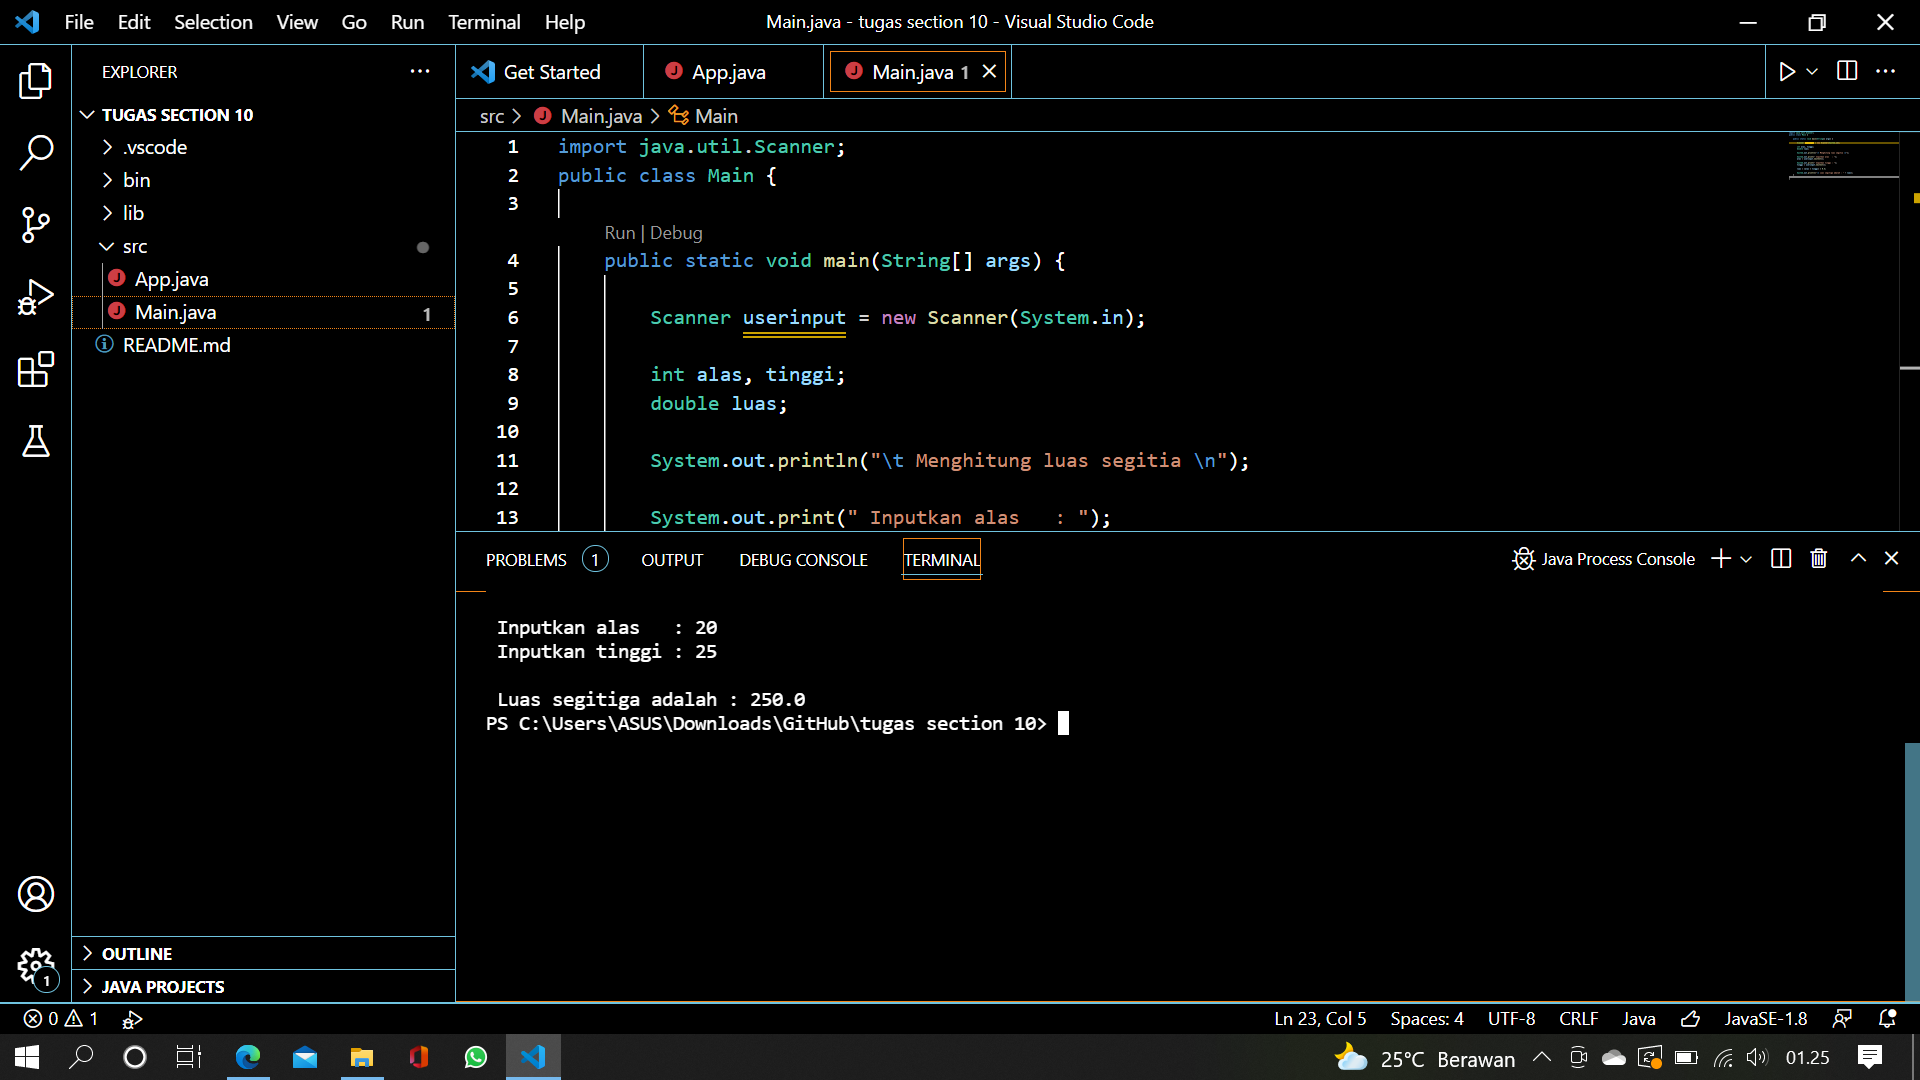 File Edit Selection View Go Run Terminal Help Main.java - tugas section 10 - Visual Studio Code
EXPLORER
TUGAS SECTION 10
.vscode
bin
lib
src
App.java
Main.java 1
README.md
OUTLINE
JAVA PROJECTS
1
Get Started App.java Main.java 1
src > Main.java > Main
1 import java.util.Scanner;
2 public class Main {
3
Run | Debug
4 public static void main(String[] args) {
5
6 Scanner userinput = new Scanner(System.in);
7
8 int alas, tinggi;
9 double luas;
10
11 System.out.println("\t Menghitung luas segitia \n");
12
13 System.out.print(" Inputkan alas   : ");
PROBLEMS 1 OUTPUT DEBUG CONSOLE TERMINAL Java Process Console
Inputkan alas   : 20
Inputkan tinggi : 25
Luas segitiga adalah : 250.0
PS C:\Users\ASUS\Downloads\GitHub\tugas section 10>
0 1 Ln 23, Col 5 Spaces: 4 UTF-8 CRLF Java JavaSE-1.8
25°C Berawan 01.25